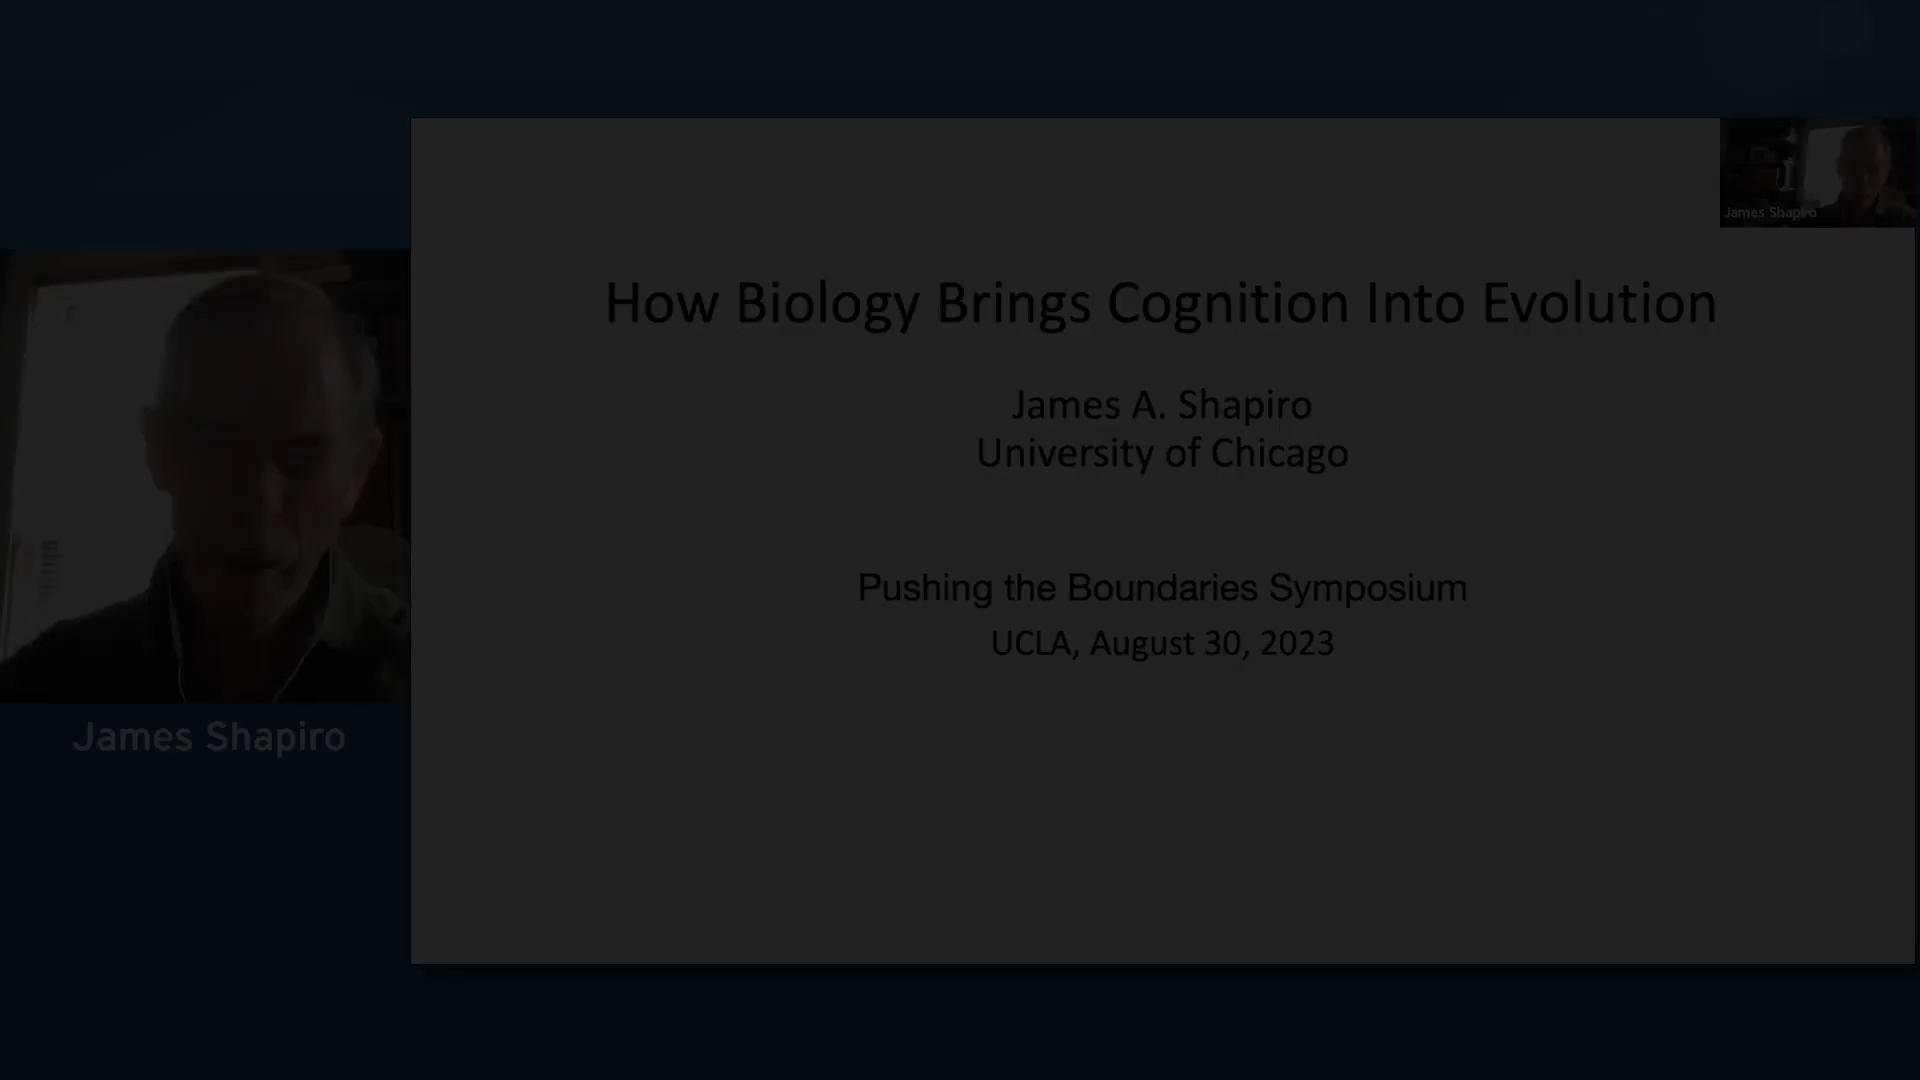 James Shapiro
How Biology Brings Cognition Into Evolution
James A. Shapiro
University of Chicago
Pushing the Boundaries Symposium
UCLA, August 30, 2023
James Shapiro